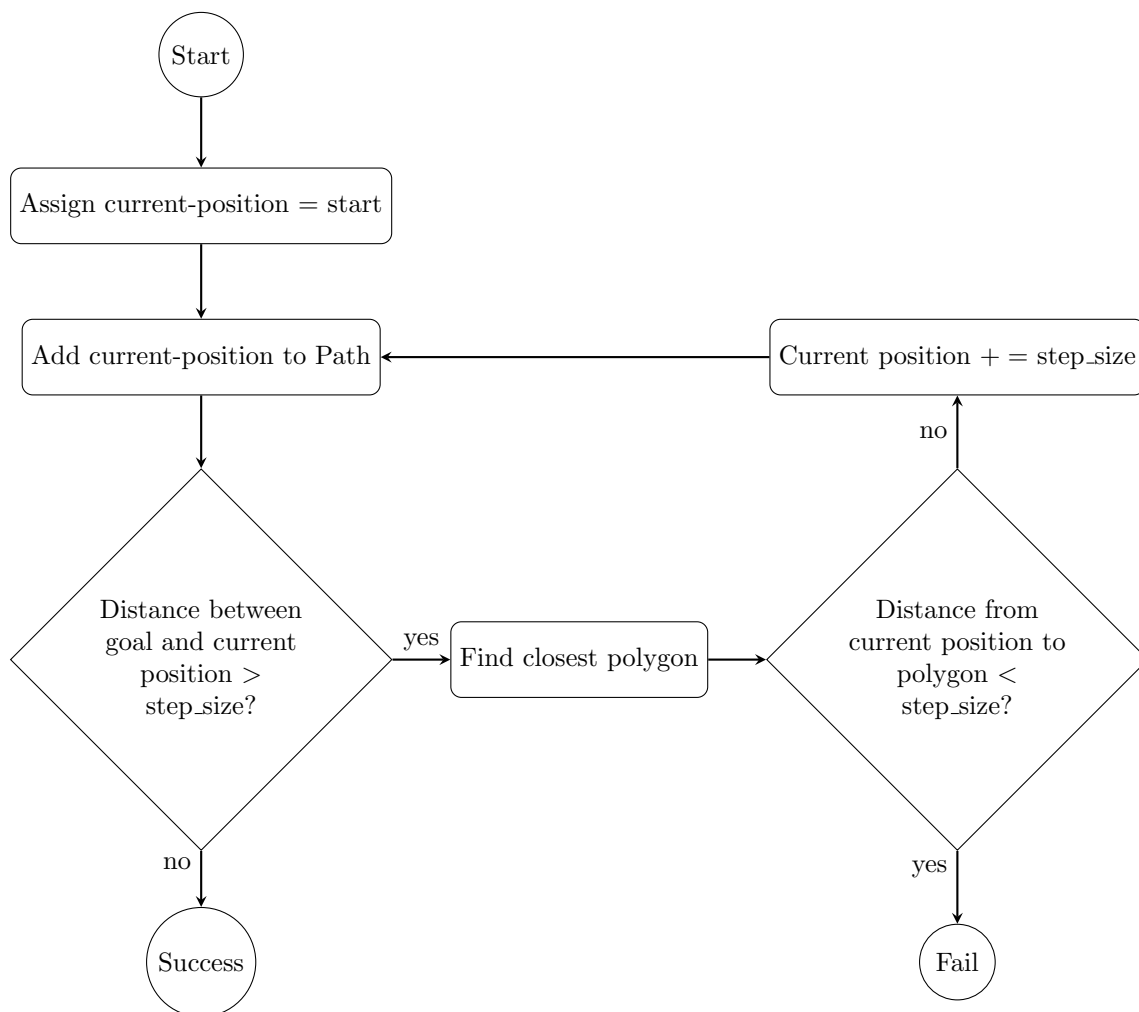 Start
Assign current-position = start
Add current-position to Path
Current position + = step_size
no
Distance between
goal and current
position >
step_size?
yes
Find closest polygon
Distance from
current position to
polygon <
step_size?
no
yes
Success
Fail